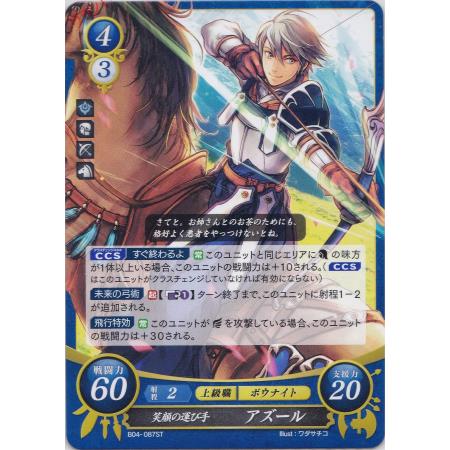 4
3
さてと。お姉さんとのお茶のためにも、
格好よく悪者をやっつけないとね。
CCS すぐ終わるよ 常 このユニットと同じエリアに の味方
が1体以上いる場合、このユニットの戦闘力は+10される。(CCS
はこのユニットがクラスチェンジしていなければ有効にならない)
未来の弓術 起 【 1】ターン終了まで、このユニットに射程1-2
が追加される。
飛行特効 常 このユニットが を攻撃している場合、このユニット
の戦闘力は+30される。
戦闘力
60
射程 2 上級職 ボウナイト
支援力
20
笑顔の運び手 アズール
B04-087ST
Illust:ワダサチコ